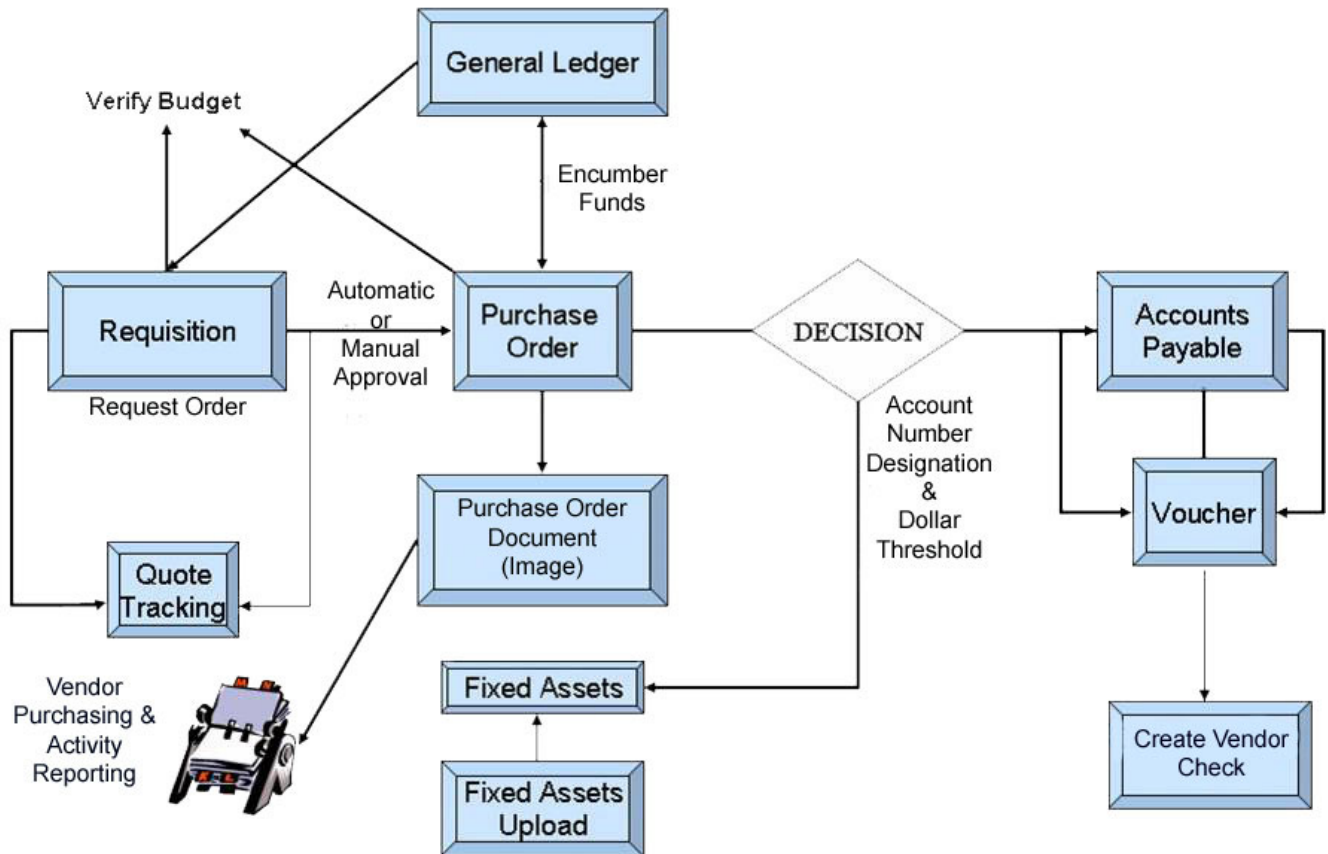 General Ledger
Verify Budget
Encumber
Funds
Requisition
Request Order
Automatic
or
Manual
Approval
Purchase
Order
DECISION
Accounts
Payable
Account
Number
Designation
&
Dollar
Threshold
Voucher
Purchase Order
Document
(Image)
Quote
Tracking
Vendor
Purchasing &
Activity
Reporting
M N
K L
Fixed Assets
Fixed Assets
Upload
Create Vendor
Check